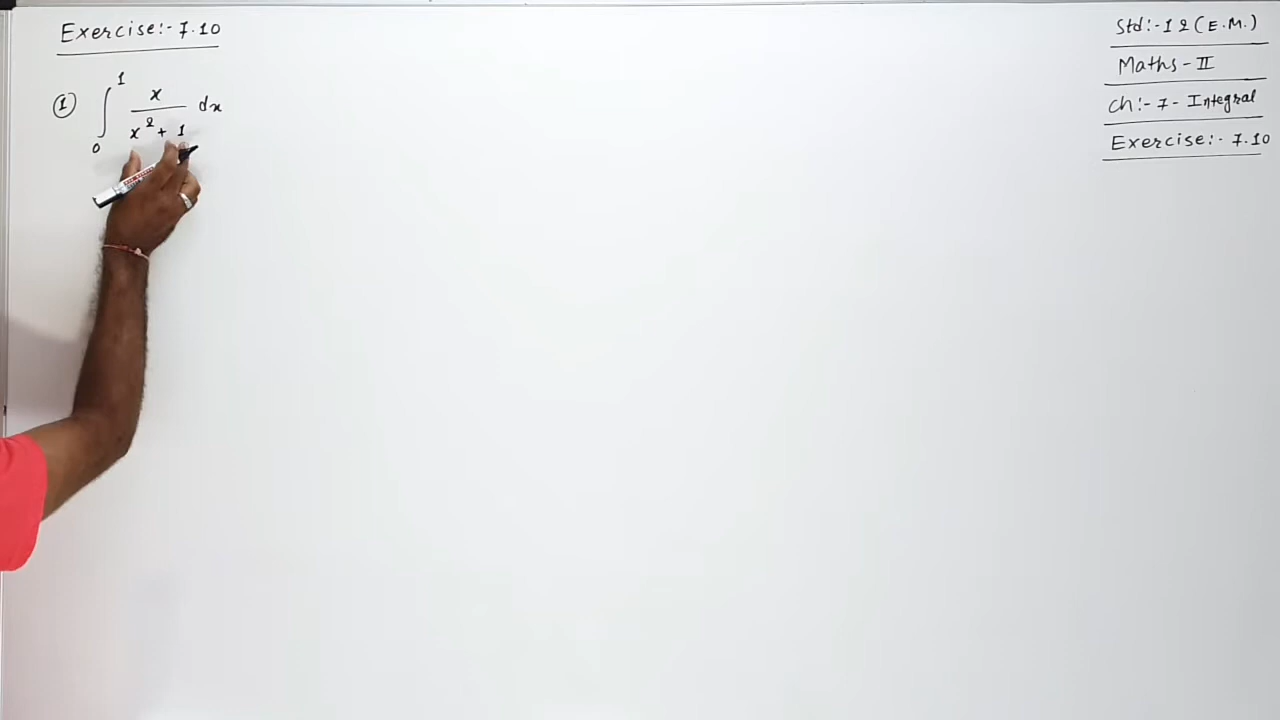 Exercise:- 7.10
① ∫₀¹ x/(x²+1) dx
Std:- 12 (E.M.)
Maths - II
Ch:- 7 - Integral
Exercise:- 7.10